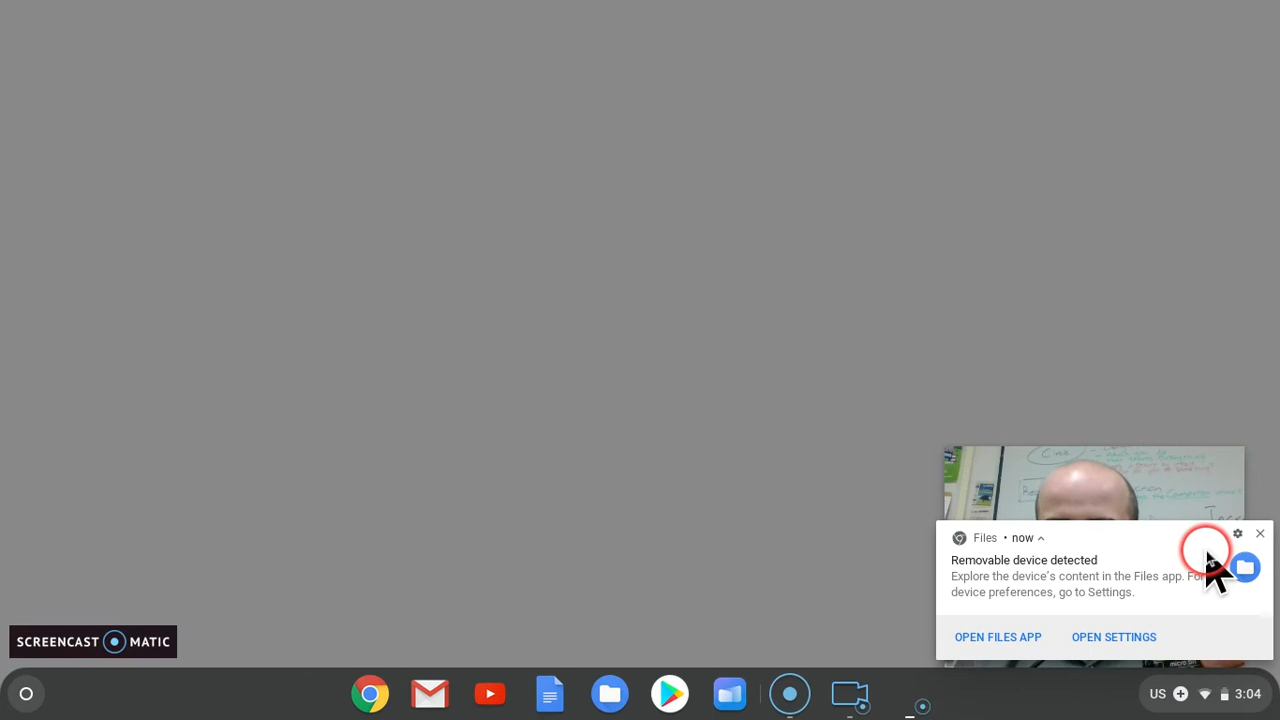 Files • now
Removable device detected
Explore the device's content in the Files app. For
device preferences, go to Settings.
OPEN FILES APP OPEN SETTINGS
SCREENCAST MATIC
US 3:04